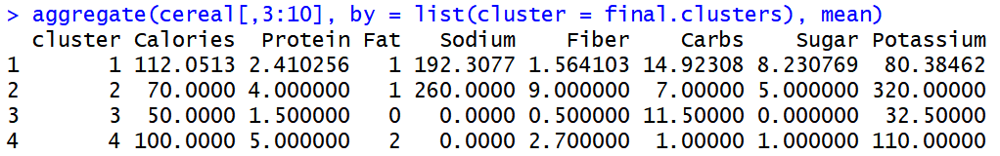 > aggregate(cereal[,3:10], by = list(cluster = final.clusters), mean)
  cluster Calories  Protein Fat   Sodium    Fiber    Carbs    Sugar Potassium
1       1 112.0513 2.410256   1 192.3077 1.564103 14.92308 8.230769  80.38462
2       2  70.0000 4.000000   1 260.0000 9.000000  7.00000 5.000000 320.00000
3       3  50.0000 1.500000   0   0.0000 0.500000 11.50000 0.000000  32.50000
4       4 100.0000 5.000000   2   0.0000 2.700000  1.00000 1.000000 110.00000